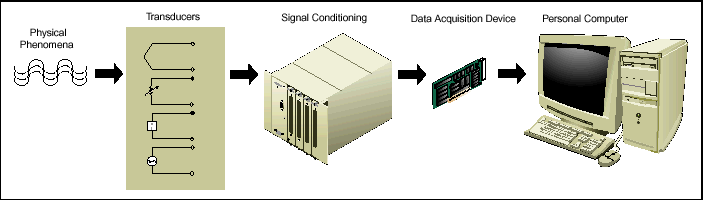 Physical
Phenomena
Transducers
Signal Conditioning
Data Acquisition Device
Personal Computer